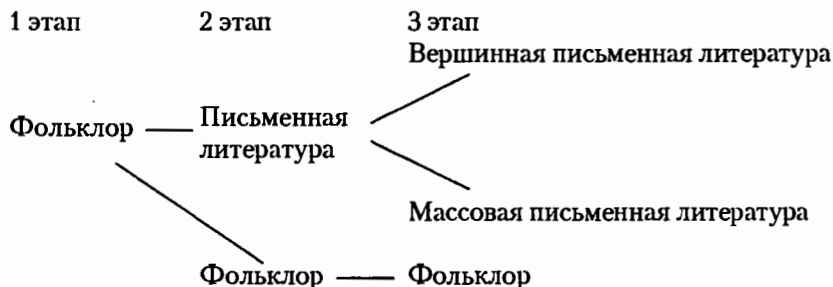 1 этап 2 этап 3 этап
Вершинная письменная литература
Фольклор Письменная
литература
Массовая письменная литература
Фольклор Фольклор